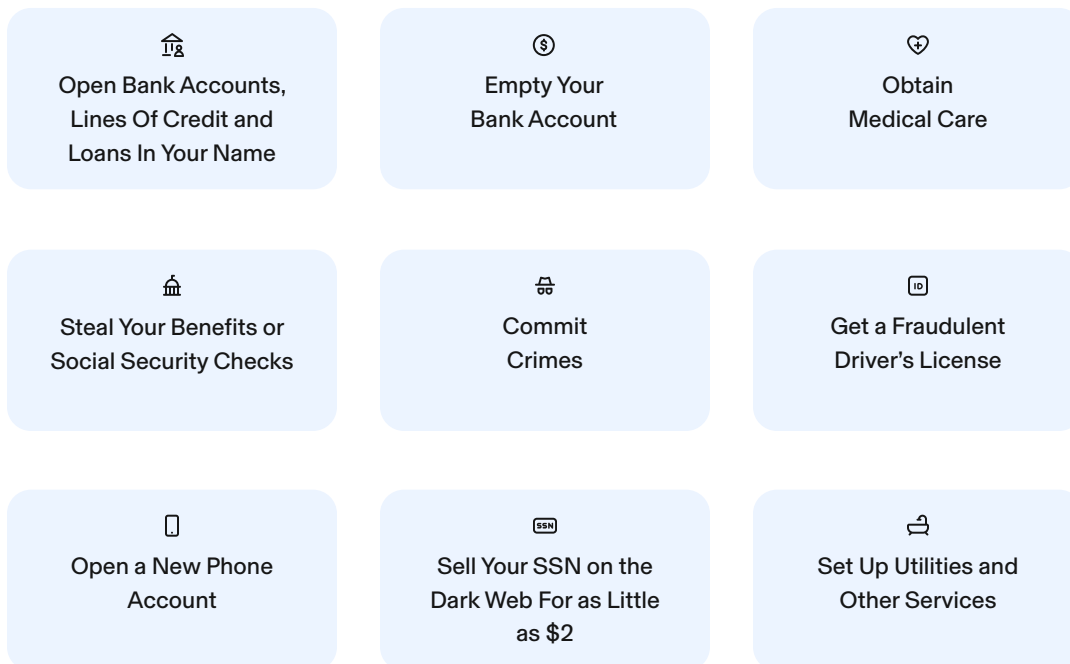 Open Bank Accounts,
Lines Of Credit and
Loans In Your Name
Empty Your
Bank Account
Obtain
Medical Care
Steal Your Benefits or
Social Security Checks
Commit
Crimes
ID
Get a Fraudulent
Driver’s License
Open a New Phone
Account
SSN
Sell Your SSN on the
Dark Web For as Little
as $2
Set Up Utilities and
Other Services